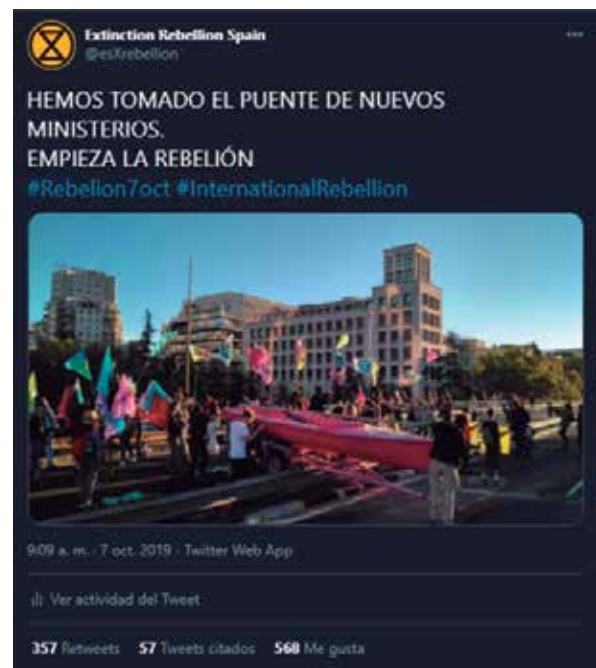 Extinction Rebellion Spain
@esXrebellion
HEMOS TOMADO EL PUENTE DE NUEVOS
MINISTERIOS.
EMPIEZA LA REBELIÓN
#Rebelion7oct #InternationalRebellion
9:09 a. m. · 7 oct. 2019 · Twitter Web App
Ver actividad del Tweet
357 Retweets 57 Tweets citados 568 Me gusta